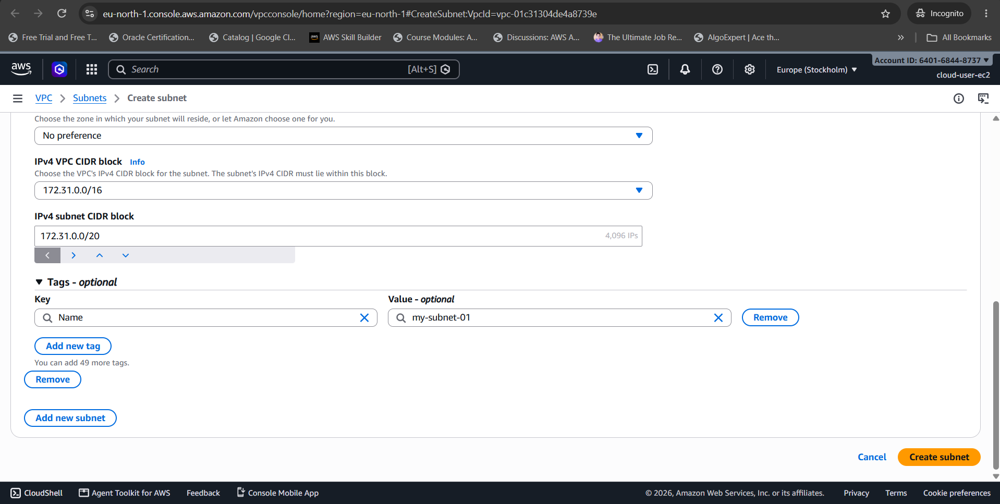 eu-north-1.console.aws.amazon.com/vpcconsole/home?region=eu-north-1#CreateSubnet:VpcId=vpc-01c31304de4a8739e
Incognito
Free Trial and Free T...
Oracle Certification...
Catalog | Google Cl...
aws
AWS Skill Builder
Course Modules: A...
Discussions: AWS A...
The Ultimate Job Re...
AlgoExpert | Ace th...
All Bookmarks
aws
Search
[Alt+S]
Europe (Stockholm)
Account ID: 6401-6844-8737
cloud-user-ec2
VPC
Subnets
Create subnet
Choose the zone in which your subnet will reside, or let Amazon choose one for you.
No preference
IPv4 VPC CIDR block Info
Choose the VPC's IPv4 CIDR block for the subnet. The subnet's IPv4 CIDR must lie within this block.
172.31.0.0/16
IPv4 subnet CIDR block
172.31.0.0/20
4,096 IPs
Tags - optional
Key
Value - optional
Name
my-subnet-01
Remove
Add new tag
You can add 49 more tags.
Remove
Add new subnet
Cancel
Create subnet
CloudShell
Agent Toolkit for AWS
Feedback
Console Mobile App
© 2026, Amazon Web Services, Inc. or its affiliates.
Privacy
Terms
Cookie preferences